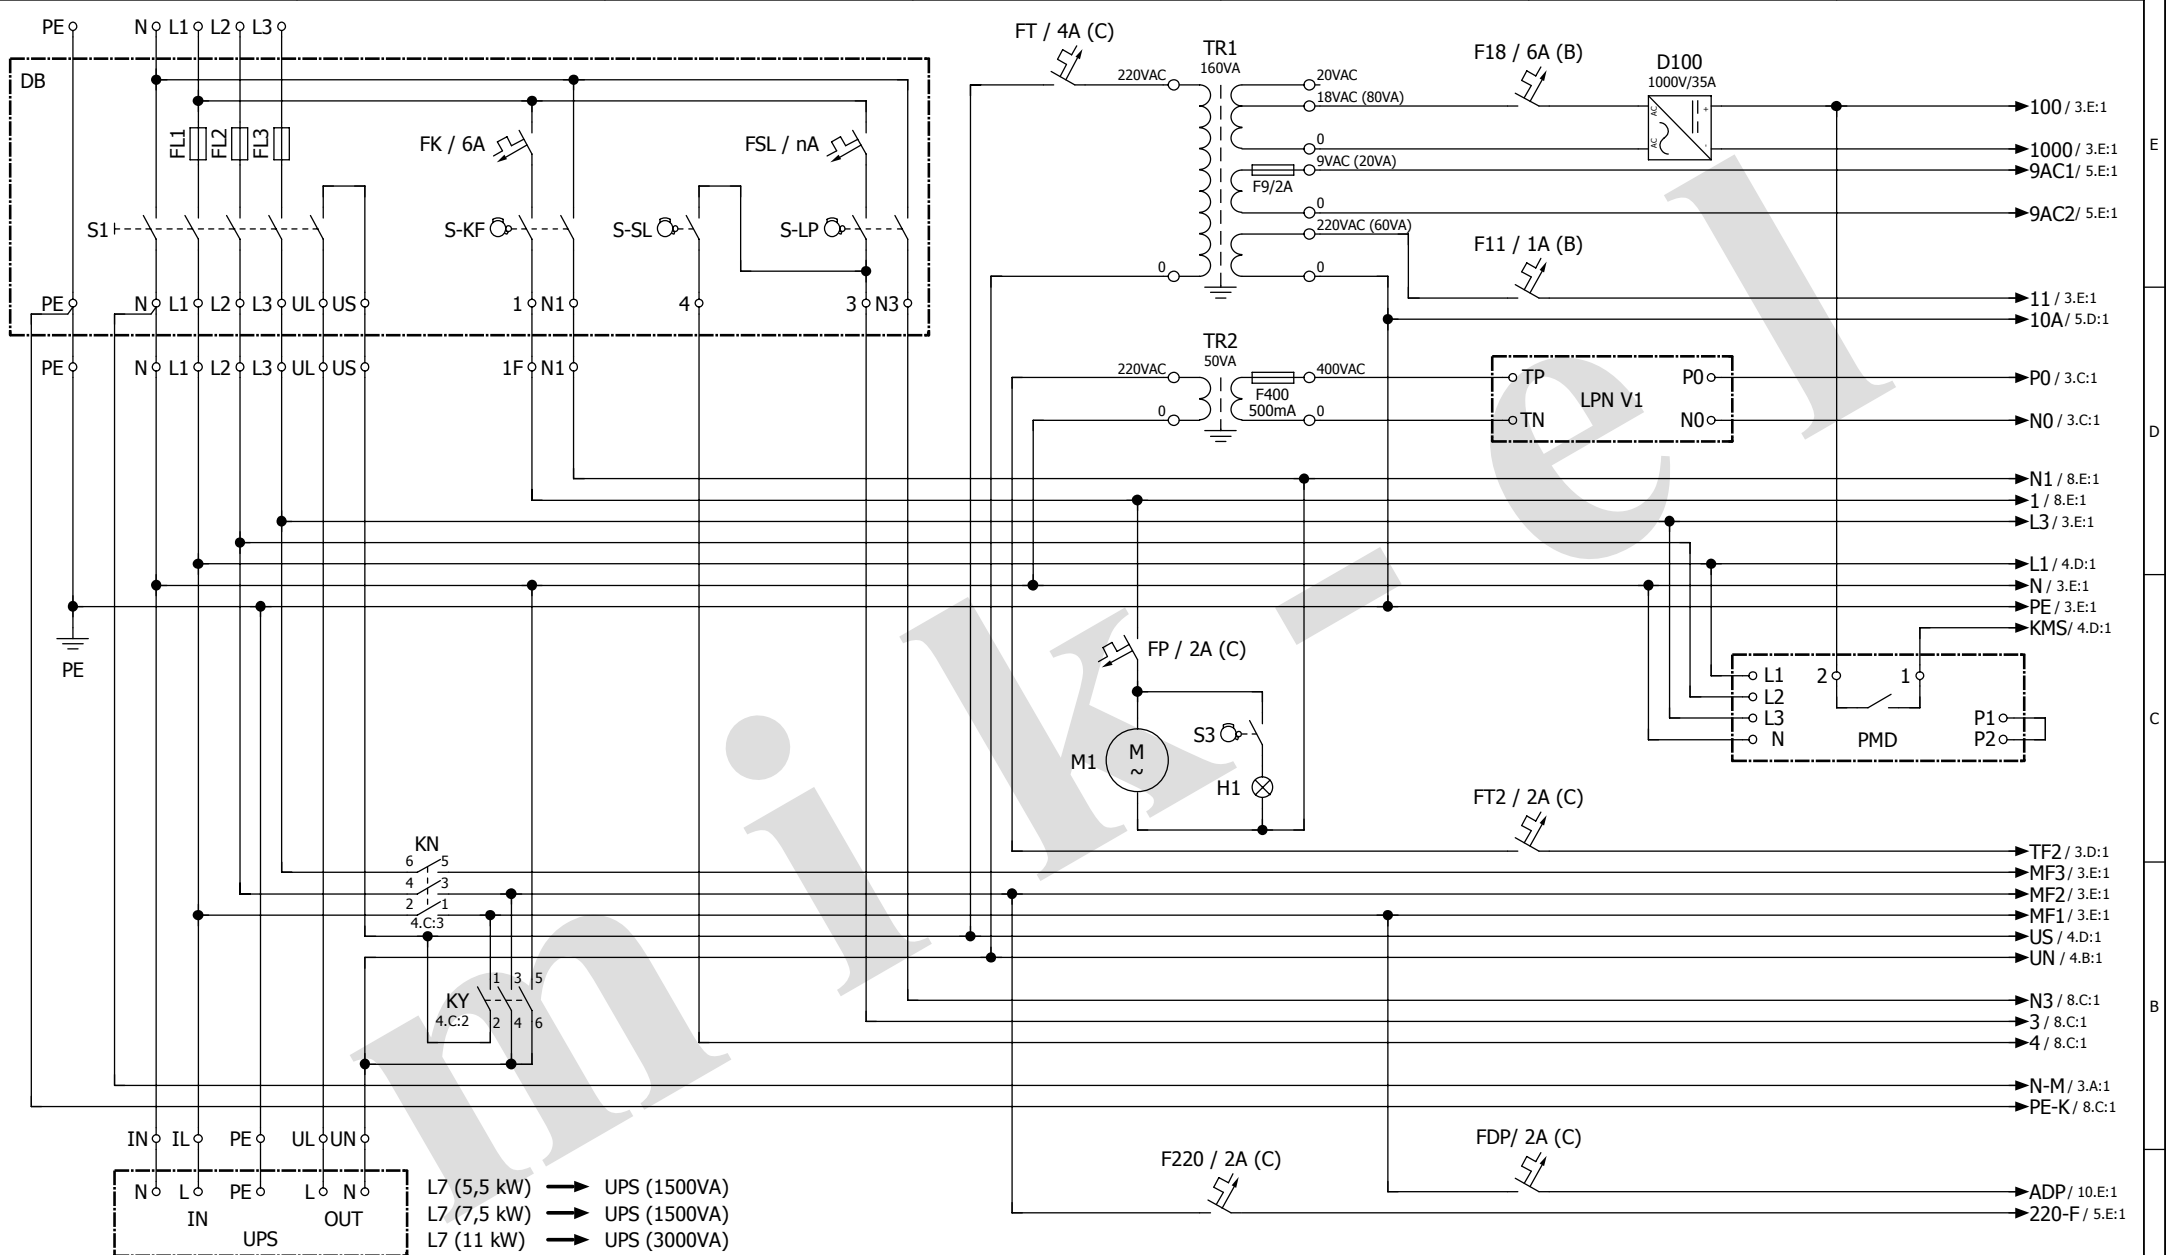 PE N L1 L2 L3
DB
FL1 FL2 FL3
FK / 6A
FSL / nA
S1
S-KF
S-SL
S-LP
PE N L1 L2 L3 UL US 1 N1 4 3 N3
PE N L1 L2 L3 UL US 1F N1
PE
FT / 4A (C)
TR1
160VA
220VAC
0
20VAC
18VAC (80VA)
0
9VAC (20VA)
F9/2A
0
220VAC (60VA)
0
F18 / 6A (B)
D100
1000V/35A
AC
AC
+
-
F11 / 1A (B)
TR2
50VA
220VAC
0
400VAC
F400
500mA
0
TP
TN
LPN V1
P0
N0
100 / 3.E:1
1000 / 3.E:1
9AC1/ 5.E:1
9AC2/ 5.E:1
11 / 3.E:1
10A/ 5.D:1
P0 / 3.C:1
N0 / 3.C:1
N1 / 8.E:1
1 / 8.E:1
L3 / 3.E:1
L1 / 4.D:1
N / 3.E:1
PE / 3.E:1
KMS/ 4.D:1
E
D
C
B
FP / 2A (C)
S3
M1
M
~
H1
L1
L2
L3
N
2
1
PMD
P1
P2
FT2 / 2A (C)
KN
6 5
4 3
2 1
4.C:3
KY
4.C:2
1 3 5
2 4 6
TF2 / 3.D:1
MF3 / 3.E:1
MF2 / 3.E:1
MF1 / 3.E:1
US / 4.D:1
UN / 4.B:1
N3 / 8.C:1
3 / 8.C:1
4 / 8.C:1
N-M / 3.A:1
PE-K / 8.C:1
IN IL PE UL UN
N L PE L N
IN OUT
UPS
L7 (5,5 kW) UPS (1500VA)
L7 (7,5 kW) UPS (1500VA)
L7 (11 kW) UPS (3000VA)
F220 / 2A (C)
FDP/ 2A (C)
ADP / 10.E:1
220-F / 5.E:1
mik-el